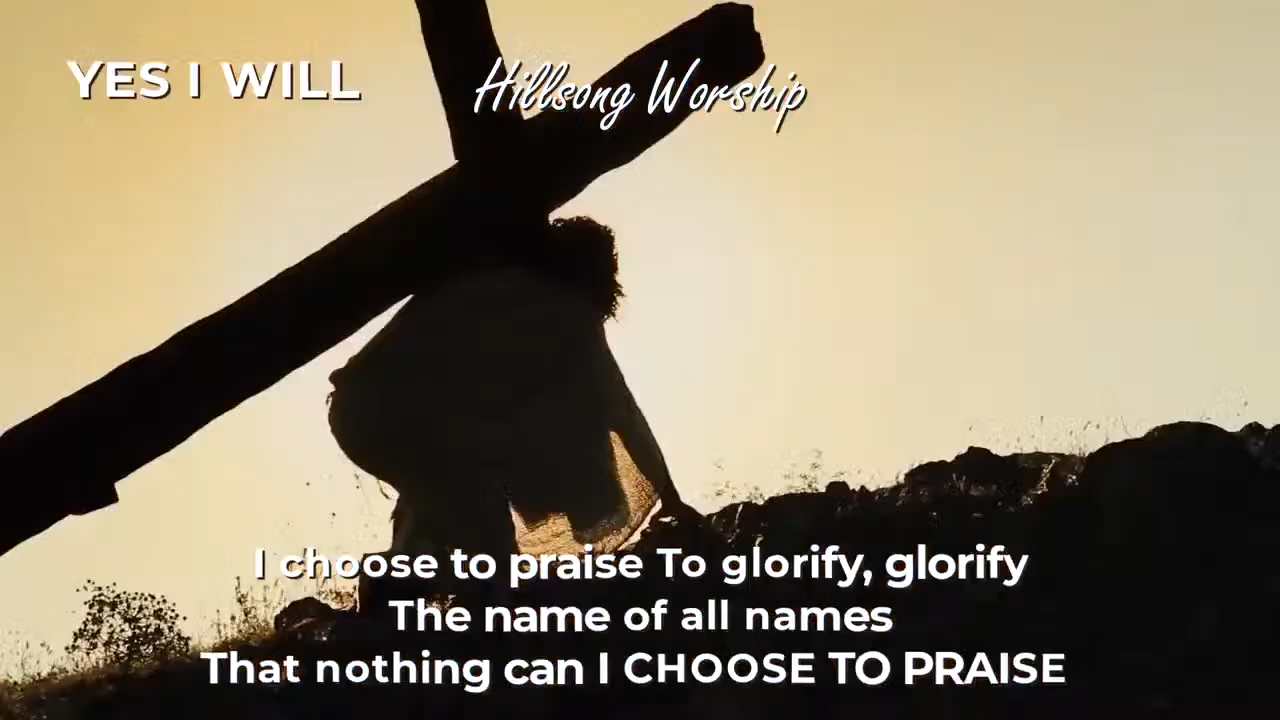 YES I WILL
Hillsong Worship
I choose to praise To glorify, glorify
The name of all names
That nothing can I CHOOSE TO PRAISE